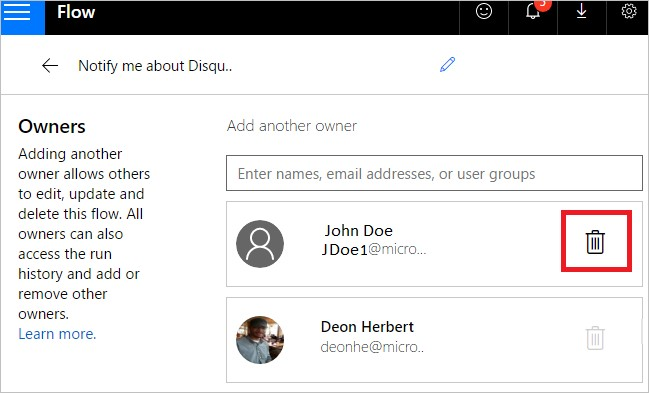 Flow
3
Notify me about Disqu..
Owners
Adding another
owner allows others
to edit, update and
delete this flow. All
owners can also
access the run
history and add or
remove other
owners.
Learn more.
Add another owner
Enter names, email addresses, or user groups
John Doe
JDoe1@micro...
Deon Herbert
deonhe@micro..